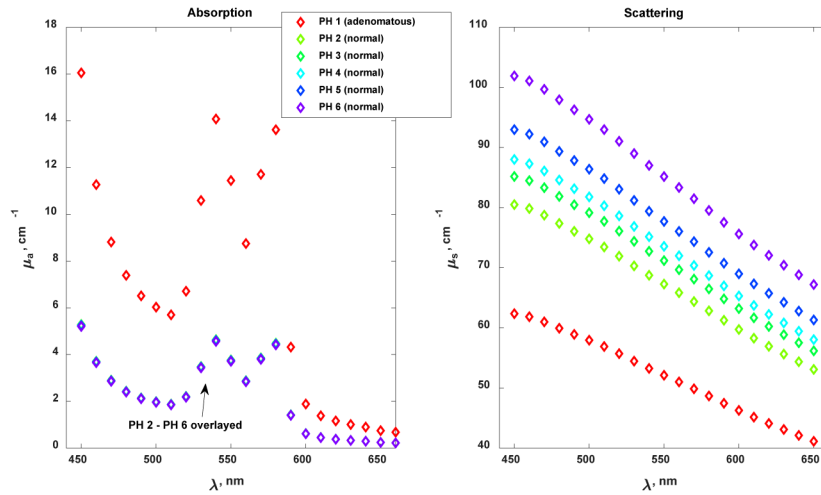 Absorption
PH 1 (adenomatous)
PH 2 (normal)
PH 3 (normal)
PH 4 (normal)
PH 5 (normal)
PH 6 (normal)
18
16
14
12
10
8
6
4
2
0
μa, cm⁻¹
PH 2 - PH 6 overlayed
450 500 550 600 650
λ, nm
Scattering
110
100
90
80
70
60
50
40
μs, cm⁻¹
450 500 550 600 650
λ, nm